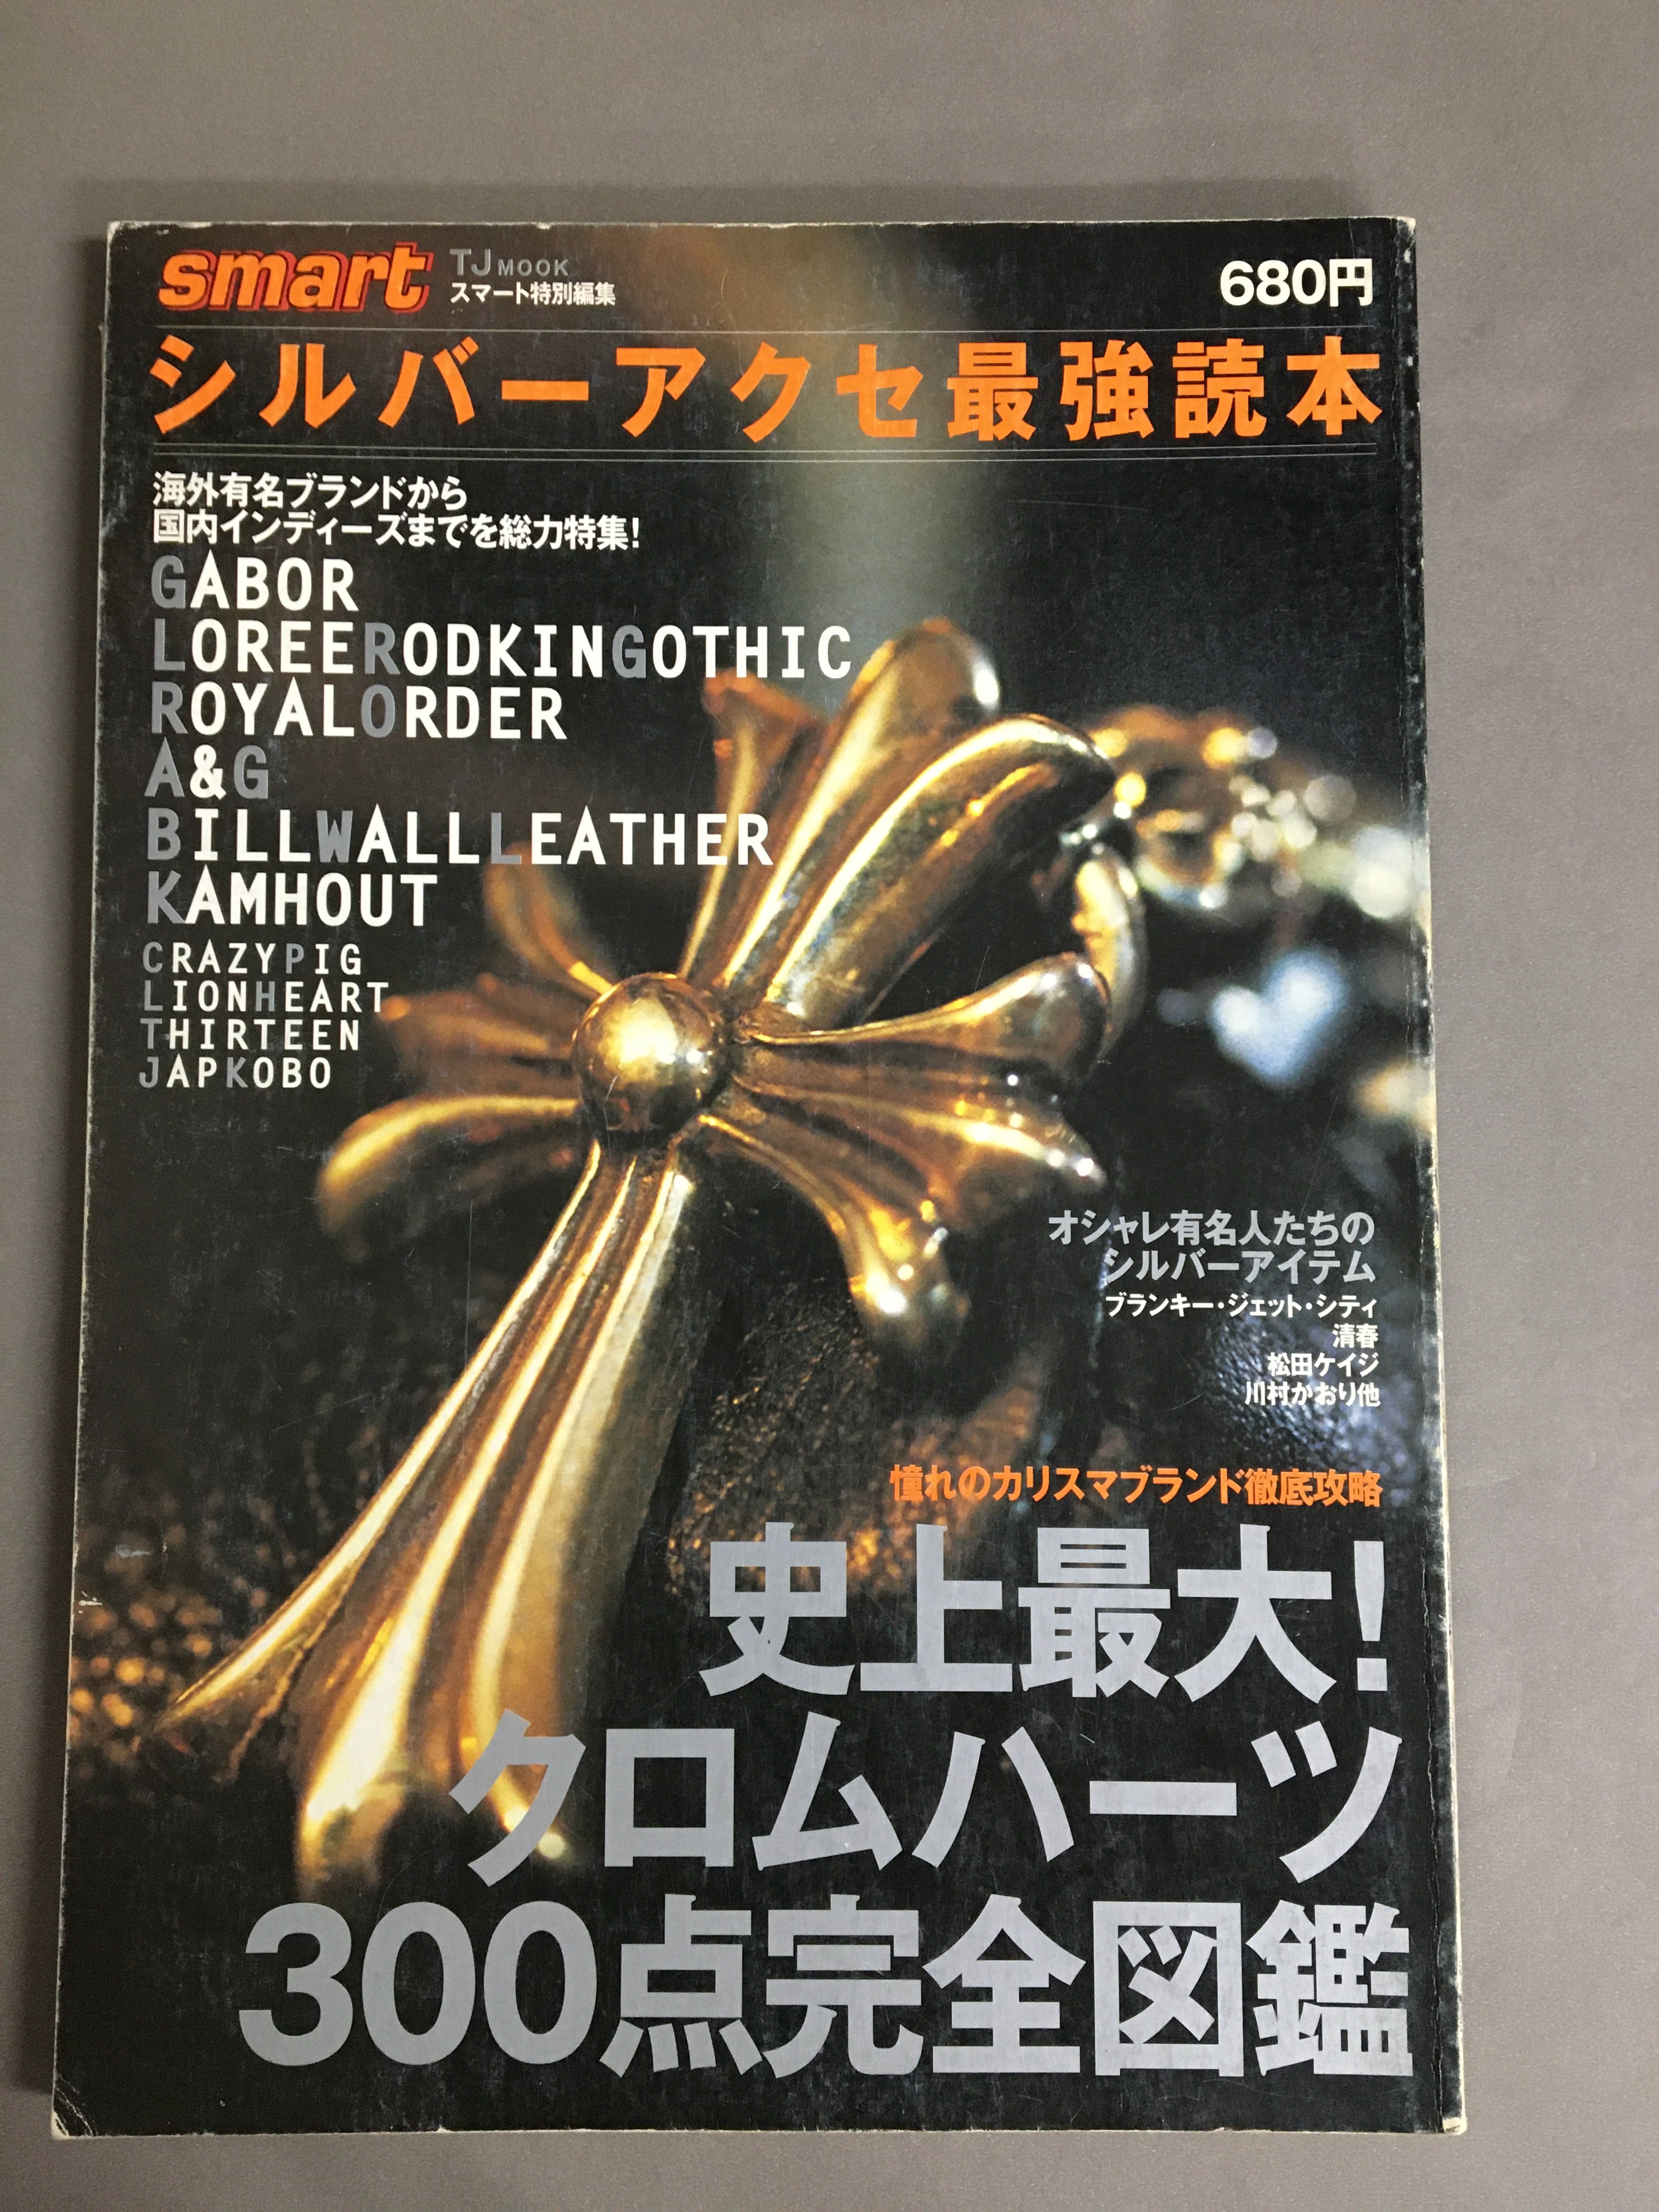 smart
TJ MOOK
スマート特別編集
680円
シルバーアクセ最強読本
海外有名ブランドから
国内インディーズまでを総力特集!
GABOR
LOREERODKINGOTHIC
ROYALORDER
A&G
BILLWALLLEATHER
KAMHOUT
CRAZYPIG
LIONHEART
THIRTEEN
JAPKOBO
オシャレ有名人たちの
シルバーアイテム
ブランキー・ジェット・シティ
清春
松田ケイジ
川村かおり他
憧れのカリスマブランド徹底攻略
史上最大!
クロムハーツ
300点完全図鑑